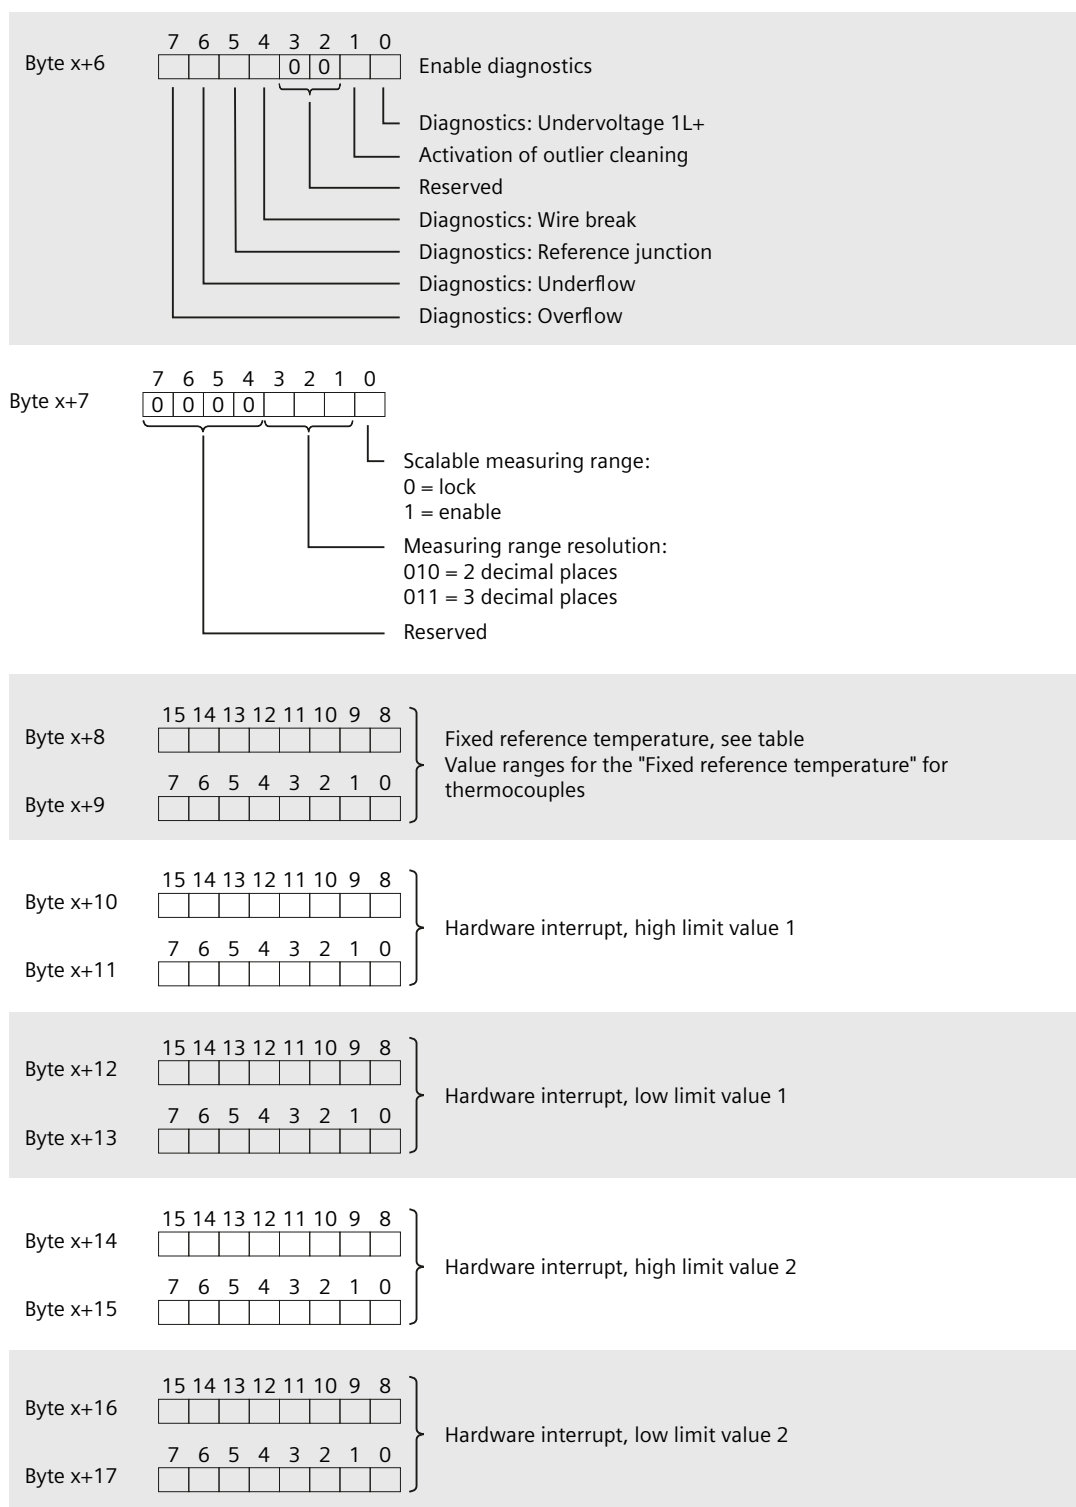 7 6 5 4 3 2 1 0
Byte x+6 0 0 Enable diagnostics
Diagnostics: Undervoltage 1L+
Activation of outlier cleaning
Reserved
Diagnostics: Wire break
Diagnostics: Reference junction
Diagnostics: Underflow
Diagnostics: Overflow
7 6 5 4 3 2 1 0
Byte x+7 0 0 0 0
Scalable measuring range:
0 = lock
1 = enable
Measuring range resolution:
010 = 2 decimal places
011 = 3 decimal places
Reserved
15 14 13 12 11 10 9 8
Byte x+8
Fixed reference temperature, see table
Value ranges for the "Fixed reference temperature" for
thermocouples
7 6 5 4 3 2 1 0
Byte x+9
15 14 13 12 11 10 9 8
Byte x+10
Hardware interrupt, high limit value 1
7 6 5 4 3 2 1 0
Byte x+11
15 14 13 12 11 10 9 8
Byte x+12
Hardware interrupt, low limit value 1
7 6 5 4 3 2 1 0
Byte x+13
15 14 13 12 11 10 9 8
Byte x+14
Hardware interrupt, high limit value 2
7 6 5 4 3 2 1 0
Byte x+15
15 14 13 12 11 10 9 8
Byte x+16
Hardware interrupt, low limit value 2
7 6 5 4 3 2 1 0
Byte x+17